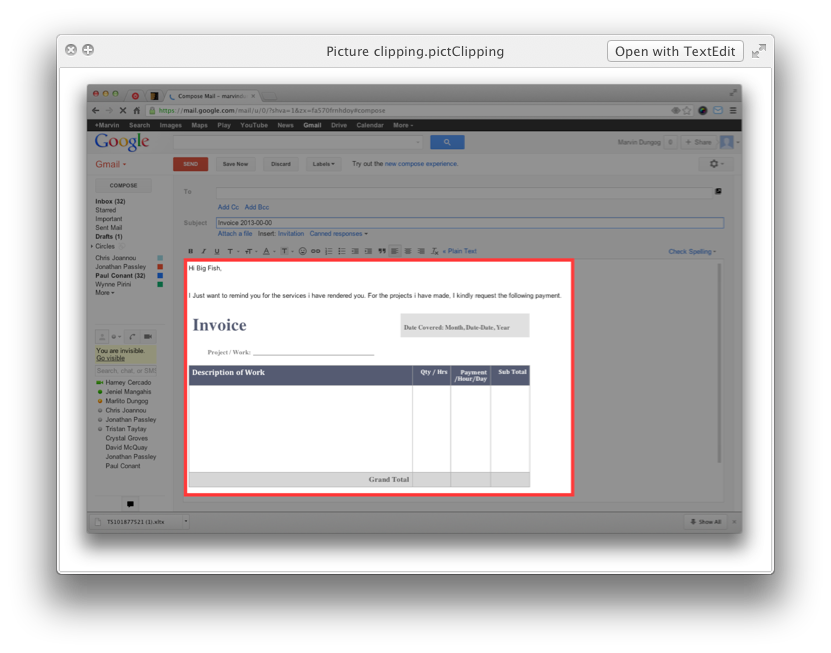 Picture clipping.pictClipping
Open with TextEdit
Compose Mail - marvindu
https://mail.google.com/mail/u/0/?shva=1&zx=fa570frnhdoy#compose
+Marvin Search Images Maps Play YouTube News Gmail Drive Calendar More
Google
Marvin Dungog 0 + Share
Gmail
SEND Save Now Discard Labels Try out the new compose experience.
COMPOSE
Inbox (32)
Starred
Important
Sent Mail
Drafts (1)
Circles
Chris Joannou
Jonathan Passley
Paul Conant (32)
Wynne Pirini
More
To
Add Cc Add Bcc
Subject Invoice 2013-00-00
Attach a file Insert: Invitation Canned responses
B I U T T A T « Plain Text Check Spelling
Hi Big Fish,
I Just want to remind you for the services i have rendered you. For the projects i have made, I kindly request the following payment.
Invoice
Date Covered: Month, Date-Date, Year
Project / Work:
Description of Work Qty / Hrs Payment /Hour/Day Sub Total
Grand Total
You are invisible.
Go visible
Search, chat, or SMS
Harney Cercado
Jeniel Mangahis
Marlito Dungog
Chris Joannou
Jonathan Passley
Tristan Taytay
Crystal Groves
David McQuay
Jonathan Passley
Paul Conant
TS101877521 (1).xltx
Show All